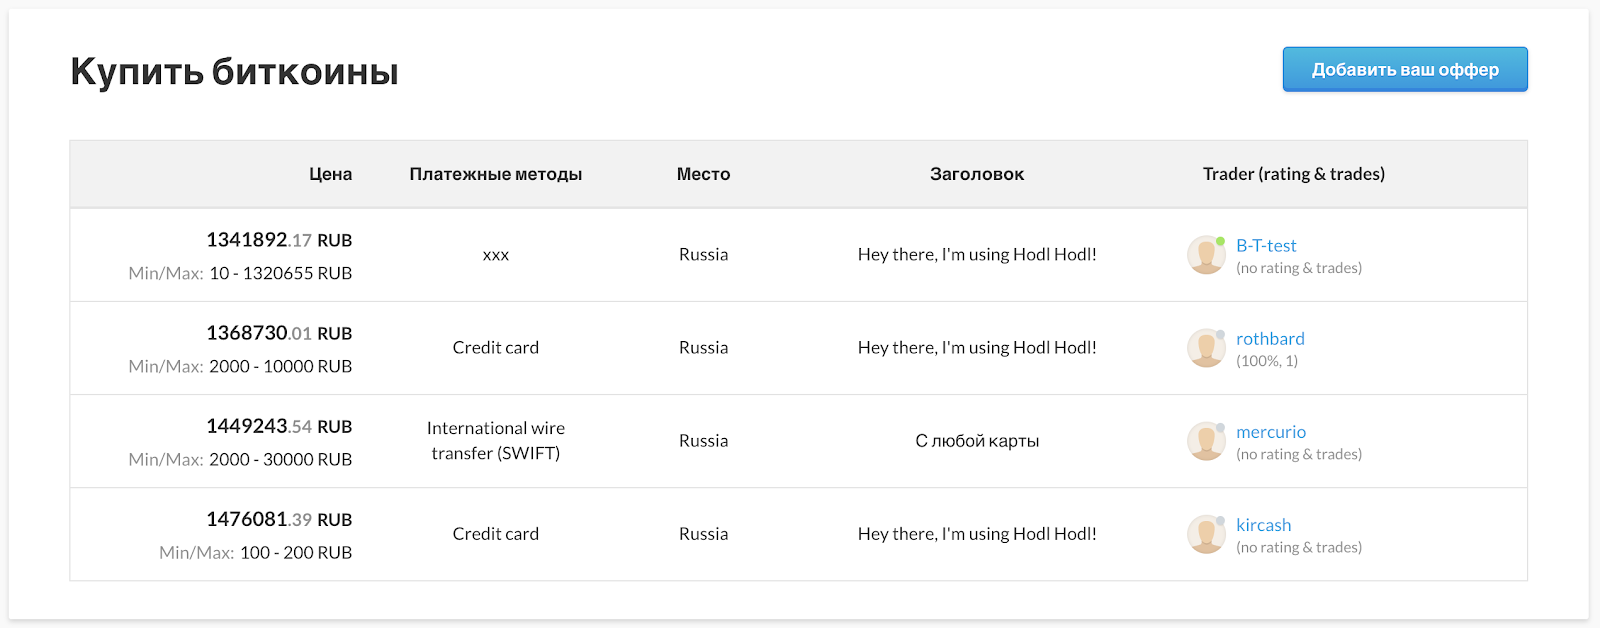 Купить биткоины
Добавить ваш оффер
Цена Платежные методы Место Заголовок Trader (rating & trades)
1341892.17 RUB
Min/Max: 10 - 1320655 RUB
xxx
Russia
Hey there, I'm using Hodl Hodl!
B-T-test
(no rating & trades)
1368730.01 RUB
Min/Max: 2000 - 10000 RUB
Credit card
Russia
Hey there, I'm using Hodl Hodl!
rothbard
(100%, 1)
1449243.54 RUB
Min/Max: 2000 - 30000 RUB
International wire
transfer (SWIFT)
Russia
С любой карты
mercurio
(no rating & trades)
1476081.39 RUB
Min/Max: 100 - 200 RUB
Credit card
Russia
Hey there, I'm using Hodl Hodl!
kircash
(no rating & trades)